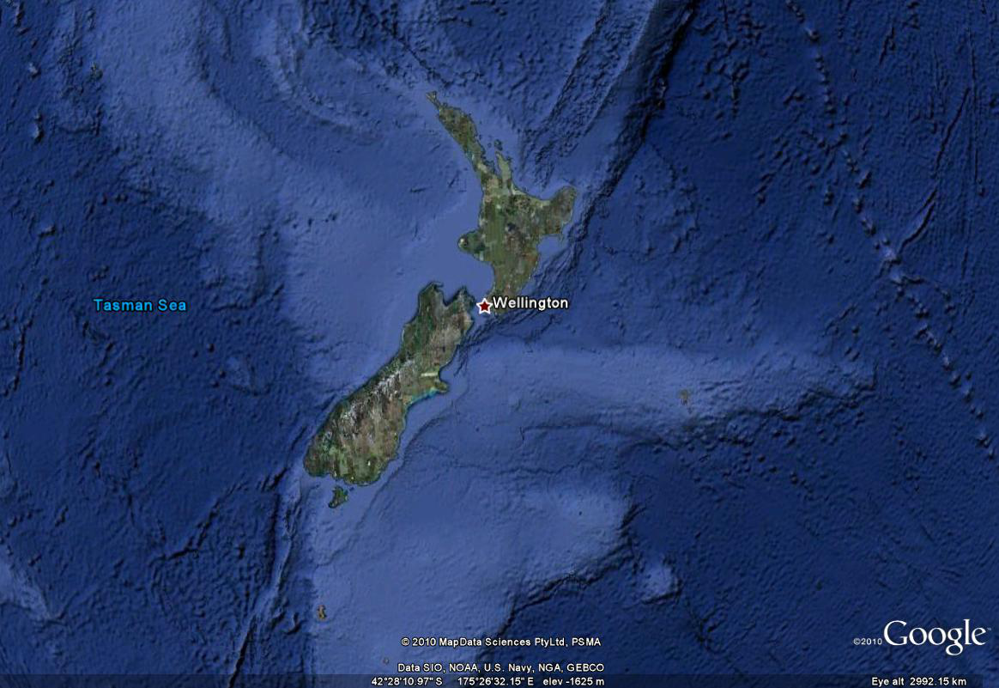 Tasman Sea
Wellington
© 2010 MapData Sciences PtyLtd, PSMA
©2010 Google™
Data SIO, NOAA, U.S. Navy, NGA, GEBCO
42°28'10.97" S 175°26'32.15" E elev -1625 m
Eye alt 2992.15 km